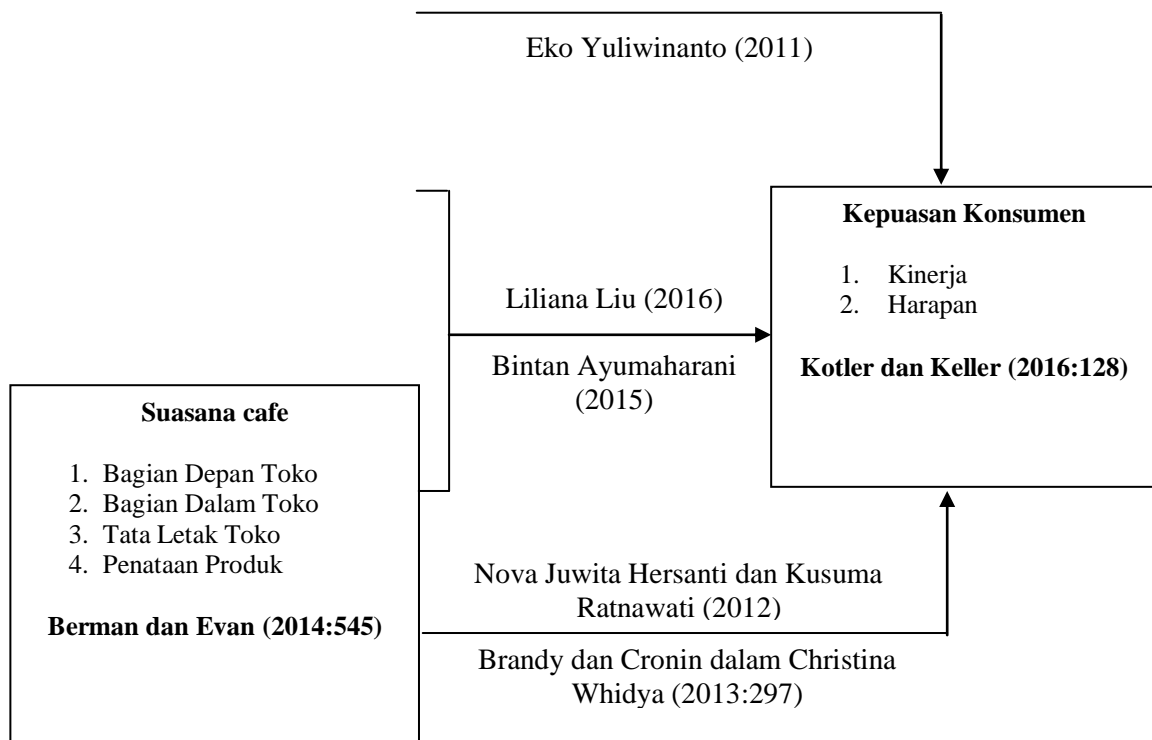 Eko Yuliwinanto (2011)
Kepuasan Konsumen
1. Kinerja
2. Harapan
Kotler dan Keller (2016:128)
Liliana Liu (2016)
Bintan Ayumaharani
(2015)
Suasana cafe
1. Bagian Depan Toko
2. Bagian Dalam Toko
3. Tata Letak Toko
4. Penataan Produk
Berman dan Evan (2014:545)
Nova Juwita Hersanti dan Kusuma
Ratnawati (2012)
Brandy dan Cronin dalam Christina
Whidya (2013:297)